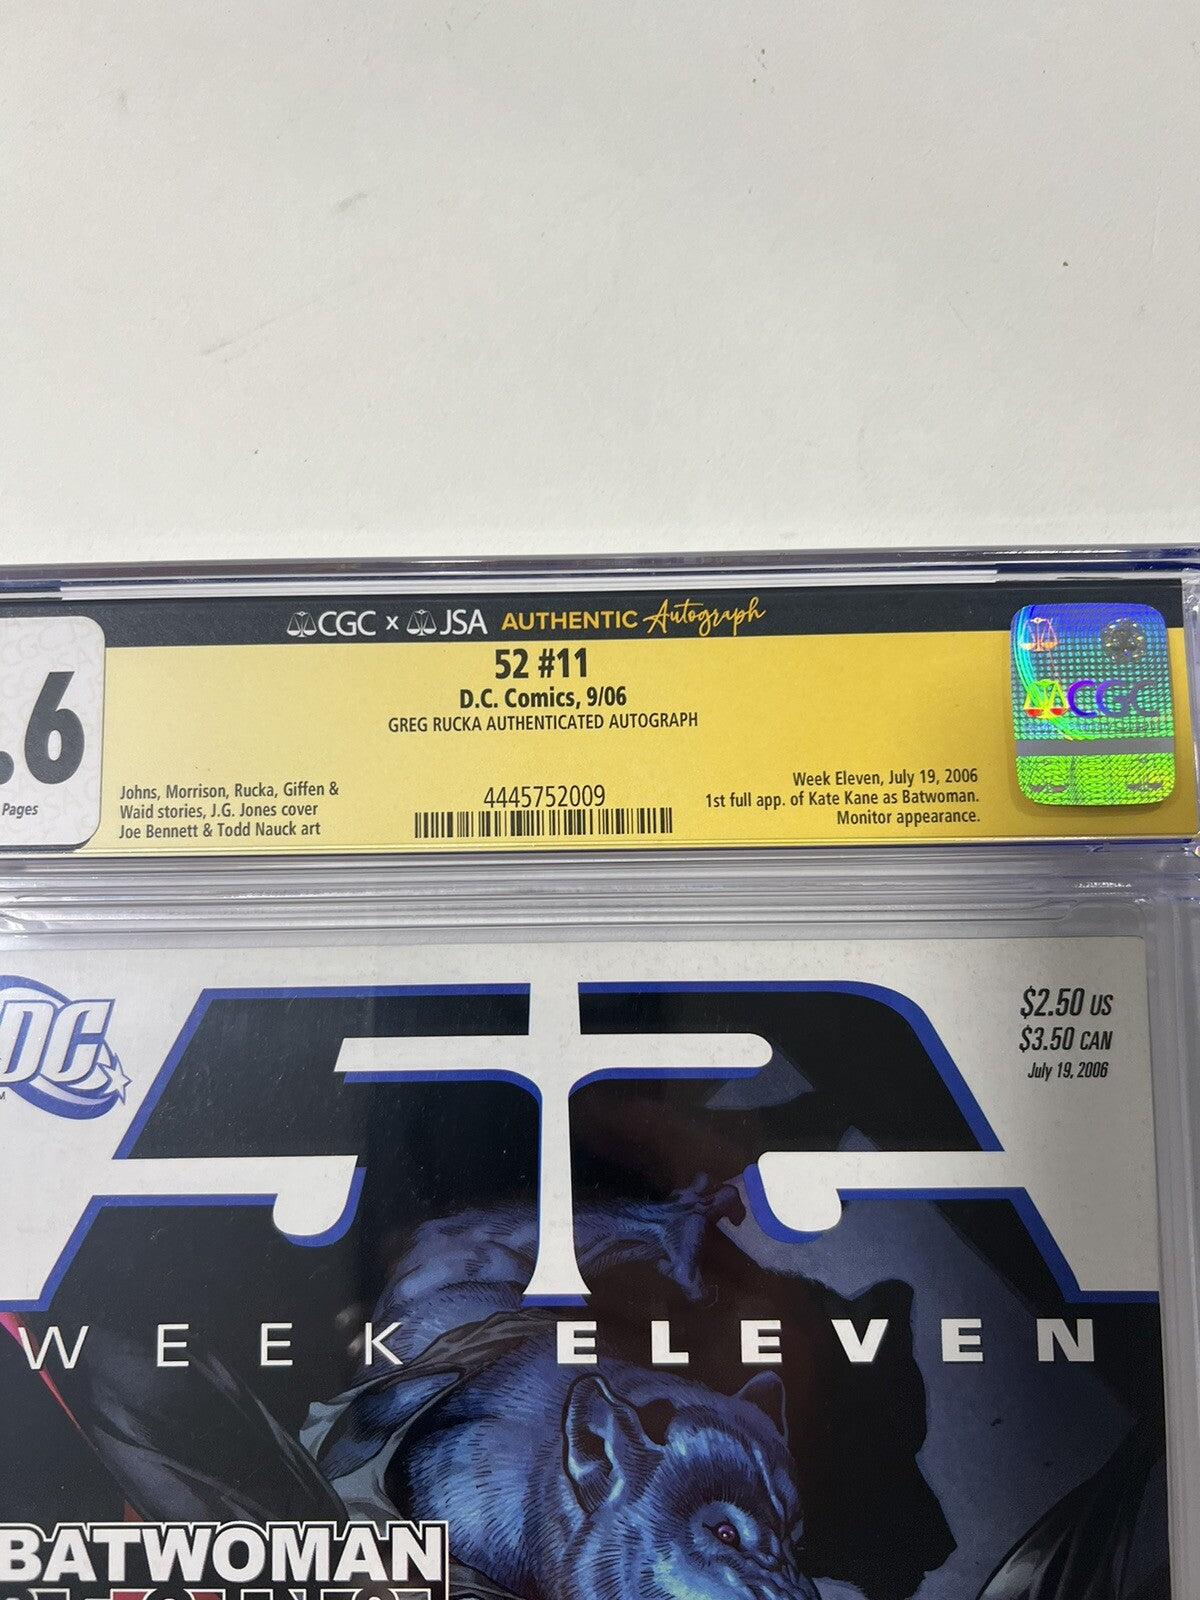 CGC x JSA AUTHENTIC Autograph
52 #11
D.C. Comics, 9/06
GREG RUCKA AUTHENTICATED AUTOGRAPH
.6
Pages
Johns, Morrison, Rucka, Giffen &
Waid stories, J.G. Jones cover
Joe Bennett & Todd Nauck art
4445752009
Week Eleven, July 19, 2006
1st full app. of Kate Kane as Batwoman.
Monitor appearance.
CGC
DC
52
$2.50 US
$3.50 CAN
July 19, 2006
WEEK ELEVEN
BATWOMAN